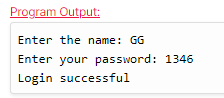 Program Output:
Enter the name: GG
Enter your password: 1346
Login successful